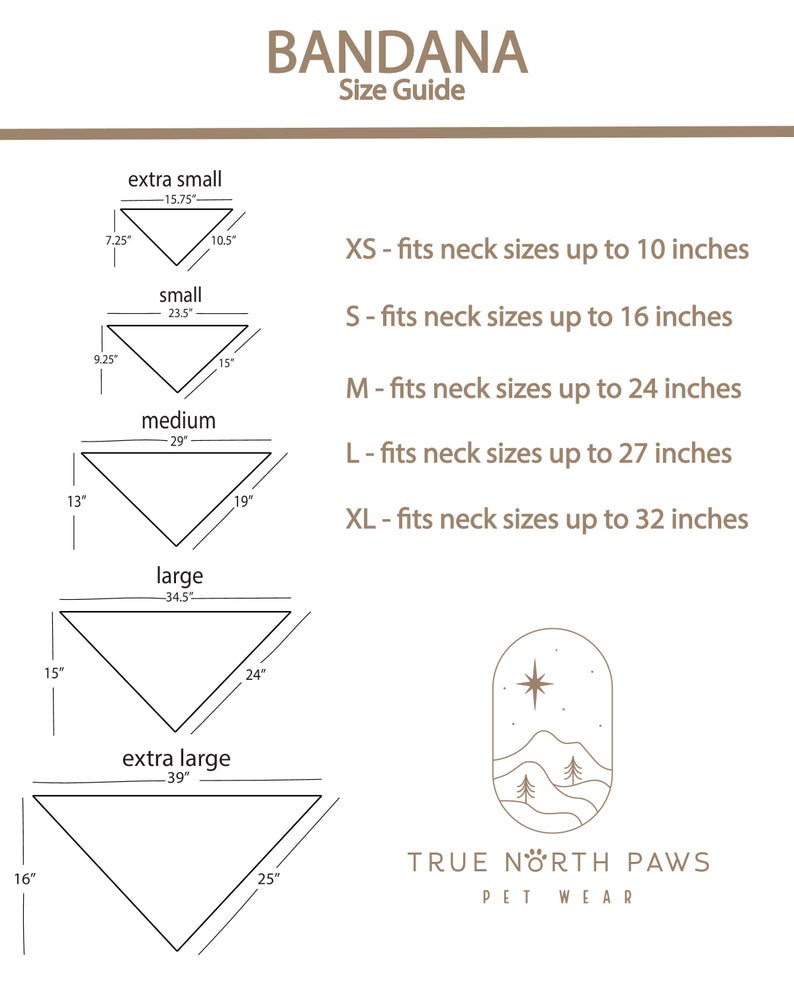 BANDANA
Size Guide
extra small
15.75”
7.25”
10.5”
small
23.5”
9.25”
15”
medium
29”
13”
19”
large
34.5”
15”
24”
extra large
39”
16”
25”
XS - fits neck sizes up to 10 inches
S - fits neck sizes up to 16 inches
M - fits neck sizes up to 24 inches
L - fits neck sizes up to 27 inches
XL - fits neck sizes up to 32 inches
TRUE NORTH PAWS
PET WEAR